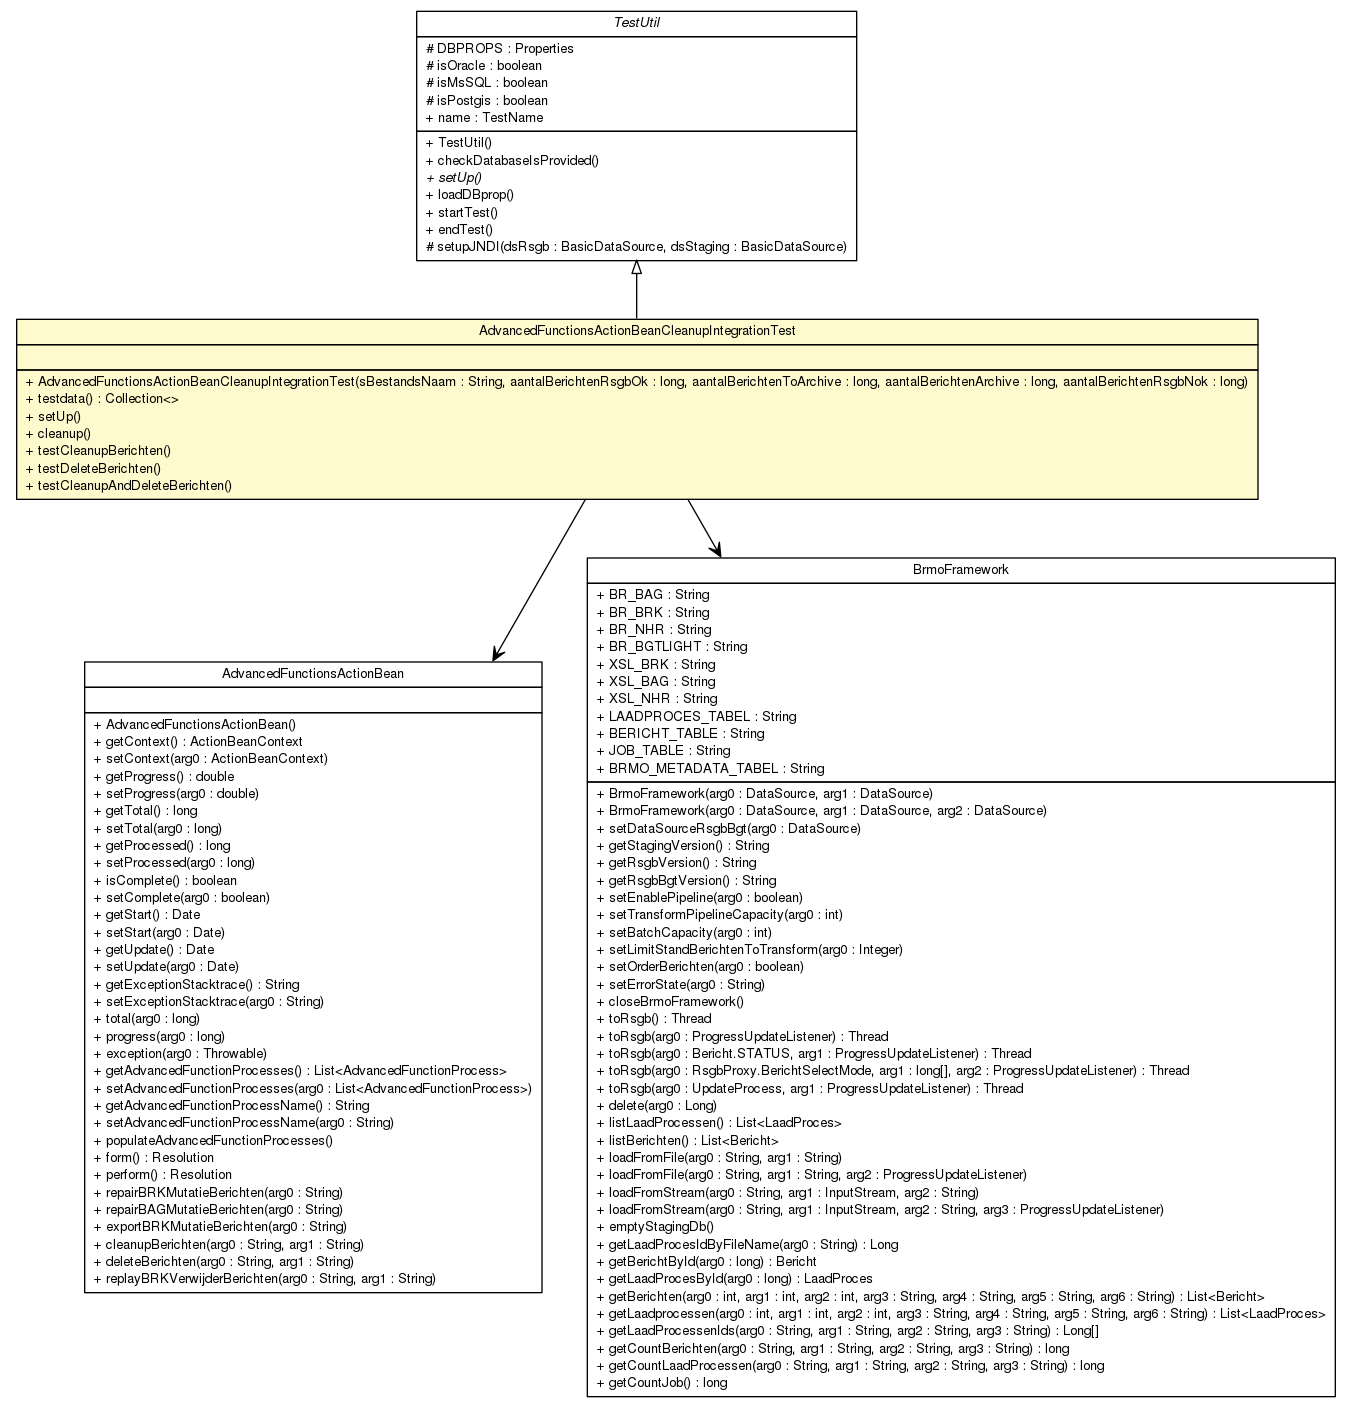 TestUtil
# DBPROPS : Properties
# isOracle : boolean
# isMsSQL : boolean
# isPostgis : boolean
+ name : TestName
+ TestUtil()
+ checkDatabaseIsProvided()
+ setUp()
+ loadDBprop()
+ startTest()
+ endTest()
# setupJNDI(dsRsgb : BasicDataSource, dsStaging : BasicDataSource)
AdvancedFunctionsActionBeanCleanupIntegrationTest
+ AdvancedFunctionsActionBeanCleanupIntegrationTest(sBestandsNaam : String, aantalBerichtenRsgbOk : long, aantalBerichtenToArchive : long, aantalBerichtenArchive : long, aantalBerichtenRsgbNok : long)
+ testdata() : Collection<>
+ setUp()
+ cleanup()
+ testCleanupBerichten()
+ testDeleteBerichten()
+ testCleanupAndDeleteBerichten()
AdvancedFunctionsActionBean
+ AdvancedFunctionsActionBean()
+ getContext() : ActionBeanContext
+ setContext(arg0 : ActionBeanContext)
+ getProgress() : double
+ setProgress(arg0 : double)
+ getTotal() : long
+ setTotal(arg0 : long)
+ getProcessed() : long
+ setProcessed(arg0 : long)
+ isComplete() : boolean
+ setComplete(arg0 : boolean)
+ getStart() : Date
+ setStart(arg0 : Date)
+ getUpdate() : Date
+ setUpdate(arg0 : Date)
+ getExceptionStacktrace() : String
+ setExceptionStacktrace(arg0 : String)
+ total(arg0 : long)
+ progress(arg0 : long)
+ exception(arg0 : Throwable)
+ getAdvancedFunctionProcesses() : List<AdvancedFunctionProcess>
+ setAdvancedFunctionProcesses(arg0 : List<AdvancedFunctionProcess>)
+ getAdvancedFunctionProcessName() : String
+ setAdvancedFunctionProcessName(arg0 : String)
+ populateAdvancedFunctionProcesses()
+ form() : Resolution
+ perform() : Resolution
+ repairBRKMutatieBerichten(arg0 : String)
+ repairBAGMutatieBerichten(arg0 : String)
+ exportBRKMutatieBerichten(arg0 : String)
+ cleanupBerichten(arg0 : String, arg1 : String)
+ deleteBerichten(arg0 : String, arg1 : String)
+ replayBRKVerwijderBerichten(arg0 : String, arg1 : String)
BrmoFramework
+ BR_BAG : String
+ BR_BRK : String
+ BR_NHR : String
+ BR_BGTLIGHT : String
+ XSL_BRK : String
+ XSL_BAG : String
+ XSL_NHR : String
+ LAADPROCES_TABEL : String
+ BERICHT_TABLE : String
+ JOB_TABLE : String
+ BRMO_METADATA_TABEL : String
+ BrmoFramework(arg0 : DataSource, arg1 : DataSource)
+ BrmoFramework(arg0 : DataSource, arg1 : DataSource, arg2 : DataSource)
+ setDataSourceRsgbBgt(arg0 : DataSource)
+ getStagingVersion() : String
+ getRsgbVersion() : String
+ getRsgbBgtVersion() : String
+ setEnablePipeline(arg0 : boolean)
+ setTransformPipelineCapacity(arg0 : int)
+ setBatchCapacity(arg0 : int)
+ setLimitStandBerichtenToTransform(arg0 : Integer)
+ setOrderBerichten(arg0 : boolean)
+ setErrorState(arg0 : String)
+ closeBrmoFramework()
+ toRsgb() : Thread
+ toRsgb(arg0 : ProgressUpdateListener) : Thread
+ toRsgb(arg0 : Bericht.STATUS, arg1 : ProgressUpdateListener) : Thread
+ toRsgb(arg0 : RsgbProxy.BerichtSelectMode, arg1 : long[], arg2 : ProgressUpdateListener) : Thread
+ toRsgb(arg0 : UpdateProcess, arg1 : ProgressUpdateListener) : Thread
+ delete(arg0 : Long)
+ listLaadProcessen() : List<LaadProces>
+ listBerichten() : List<Bericht>
+ loadFromFile(arg0 : String, arg1 : String)
+ loadFromFile(arg0 : String, arg1 : String, arg2 : ProgressUpdateListener)
+ loadFromStream(arg0 : String, arg1 : InputStream, arg2 : String)
+ loadFromStream(arg0 : String, arg1 : InputStream, arg2 : String, arg3 : ProgressUpdateListener)
+ emptyStagingDb()
+ getLaadProcesIdByFileName(arg0 : String) : Long
+ getBerichtById(arg0 : long) : Bericht
+ getLaadProcesById(arg0 : long) : LaadProces
+ getBerichten(arg0 : int, arg1 : int, arg2 : int, arg3 : String, arg4 : String, arg5 : String, arg6 : String) : List<Bericht>
+ getLaadprocessen(arg0 : int, arg1 : int, arg2 : int, arg3 : String, arg4 : String, arg5 : String, arg6 : String) : List<LaadProces>
+ getLaadProcessenIds(arg0 : String, arg1 : String, arg2 : String, arg3 : String) : Long[]
+ getCountBerichten(arg0 : String, arg1 : String, arg2 : String, arg3 : String) : long
+ getCountLaadProcessen(arg0 : String, arg1 : String, arg2 : String, arg3 : String) : long
+ getCountJob() : long